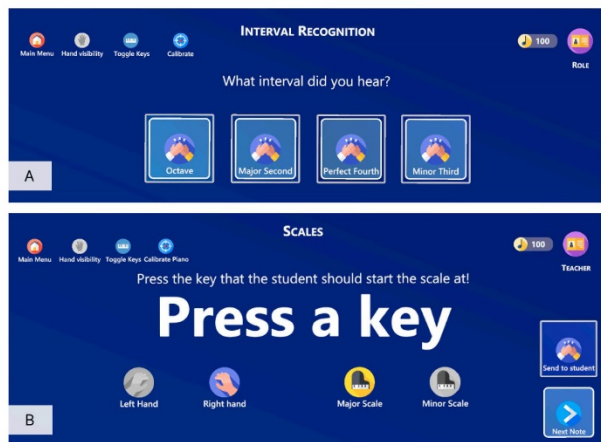 INTERVAL RECOGNITION
100
Main Menu Hand visibility Toggle Keys Calibrate
ROLE
What interval did you hear?
Octave Major Second Perfect Fourth Minor Third
A
SCALES
100
Main Menu Hand visibility Toggle Keys Calibrate Piano
TEACHER
Press the key that the student should start the scale at!
Press a key
Send to student
Left Hand Right hand Major Scale Minor Scale
B
Next Note